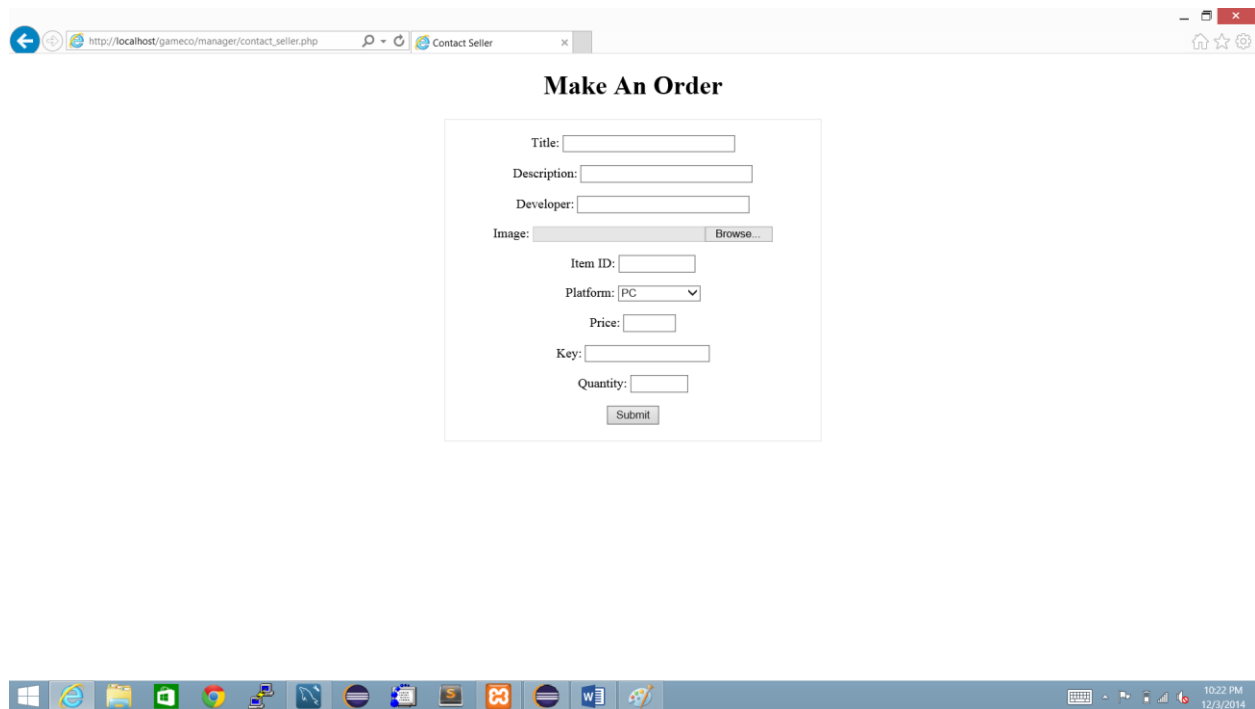 http://localhost/gameco/manager/contact_seller.php
Contact Seller
Make An Order
Title:
Description:
Developer:
Image: Browse...
Item ID:
Platform: PC
Price:
Key:
Quantity:
Submit
10:22 PM
12/3/2014